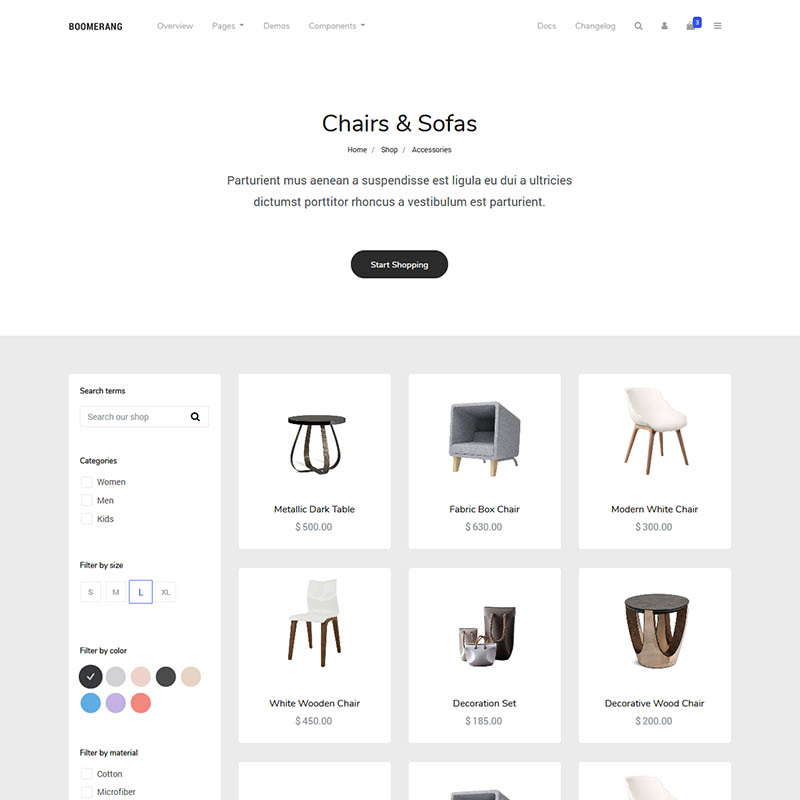 BOOMERANG Overview Pages Demos Components Docs Changelog 3
Chairs & Sofas
Home / Shop / Accessories
Parturient mus aenean a suspendisse est ligula eu dui a ultricies
dictumst porttitor rhoncus a vestibulum est parturient.
Start Shopping
Search terms
Search our shop
Categories
Women
Men
Kids
Filter by size
S M L XL
Filter by color
Filter by material
Cotton
Microfiber
Metallic Dark Table
$ 500.00
Fabric Box Chair
$ 630.00
Modern White Chair
$ 300.00
White Wooden Chair
$ 450.00
Decoration Set
$ 185.00
Decorative Wood Chair
$ 200.00